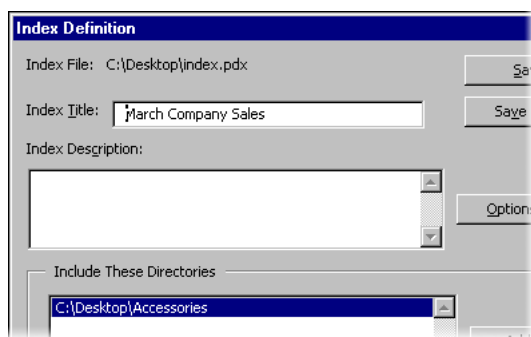 Index Definition
Index File: C:\Desktop\index.pdx
Index Title: March Company Sales
Index Description:
Include These Directories
C:\Desktop\Accessories